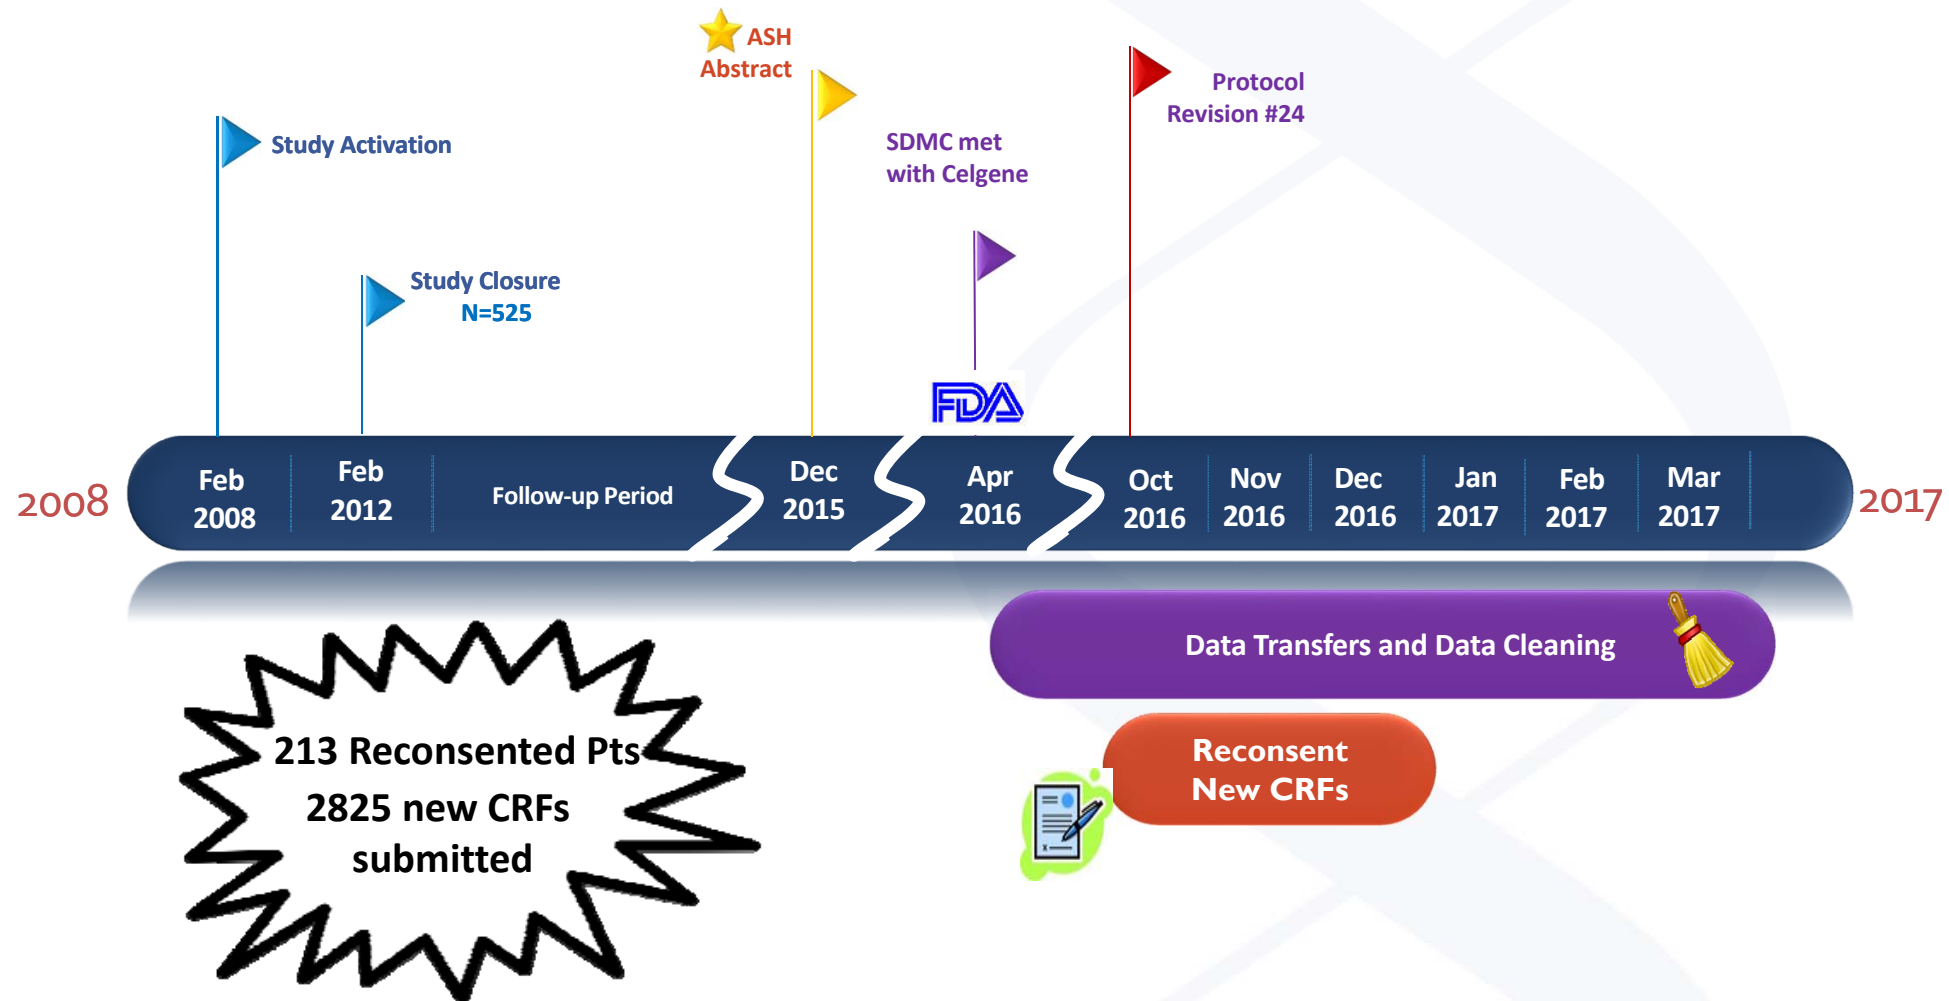 ASH
Abstract
Protocol
Revision #24
Study Activation
SDMC met
with Celgene
Study Closure
N=525
FDA
2008
Feb
2008
Feb
2012
Follow-up Period
Dec
2015
Apr
2016
Oct
2016
Nov
2016
Dec
2016
Jan
2017
Feb
2017
Mar
2017
2017
Data Transfers and Data Cleaning
213 Reconsented Pts
2825 new CRFs
submitted
Reconsent
New CRFs